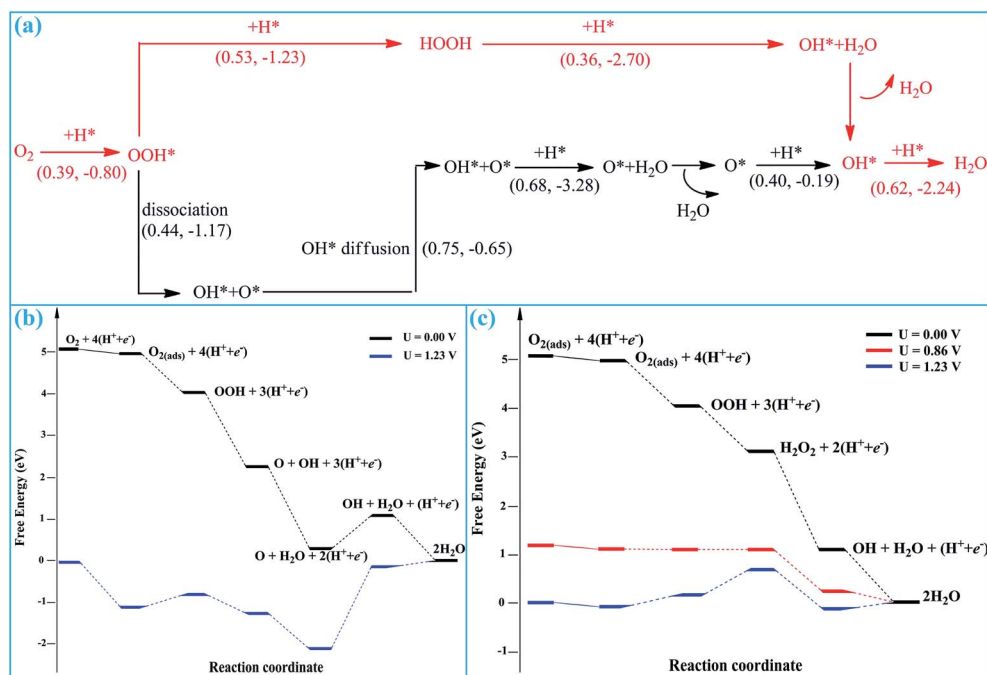 (a)
+H*
HOOH
+H*
OH*+H₂O
(0.53, -1.23)
(0.36, -2.70)
H₂O
O₂
+H*
OOH*
(0.39, -0.80)
OH*+O*
+H*
O*+H₂O
O*
+H*
OH*
+H*
H₂O
(0.68, -3.28)
(0.40, -0.19)
(0.62, -2.24)
H₂O
dissociation
(0.44, -1.17)
OH* diffusion
(0.75, -0.65)
OH*+O*
(b)
O₂ + 4(H⁺+e⁻)
U = 0.00 V
U = 1.23 V
O₂(ads) + 4(H⁺+e⁻)
OOH + 3(H⁺+e⁻)
O + OH + 3(H⁺+e⁻)
OH + H₂O + (H⁺+e⁻)
O + H₂O + 2(H⁺+e⁻)
2H₂O
5
4
3
2
1
0
-1
-2
Free Energy (eV)
Reaction coordinate
(c)
O₂(ads) + 4(H⁺+e⁻)
U = 0.00 V
U = 0.86 V
U = 1.23 V
O₂(ads) + 4(H⁺+e⁻)
OOH + 3(H⁺+e⁻)
H₂O₂ + 2(H⁺+e⁻)
OH + H₂O + (H⁺+e⁻)
2H₂O
5
4
3
2
1
0
-1
Free Energy (eV)
Reaction coordinate